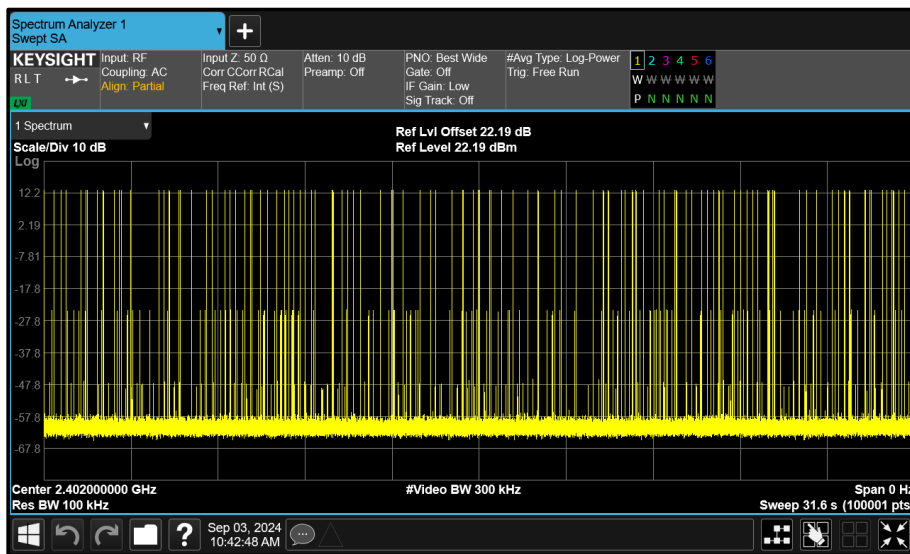 Spectrum Analyzer 1
Swept SA
KEYSIGHT
R L T
LXI
Input: RF
Coupling: AC
Align: Partial
Input Z: 50 Ω
Corr CCorr RCal
Freq Ref: Int (S)
Atten: 10 dB
Preamp: Off
PNO: Best Wide
Gate: Off
IF Gain: Low
Sig Track: Off
#Avg Type: Log-Power
Trig: Free Run
1 2 3 4 5 6
W W W W W W
P N N N N N
1 Spectrum
Scale/Div 10 dB
Ref Lvl Offset 22.19 dB
Ref Level 22.19 dBm
Log
12.2
2.19
-7.81
-17.8
-27.8
-37.8
-47.8
-57.8
-67.8
Center 2.402000000 GHz
#Video BW 300 kHz
Span 0 Hz
Res BW 100 kHz
Sweep 31.6 s (100001 pts
?
Sep 03, 2024
10:42:48 AM